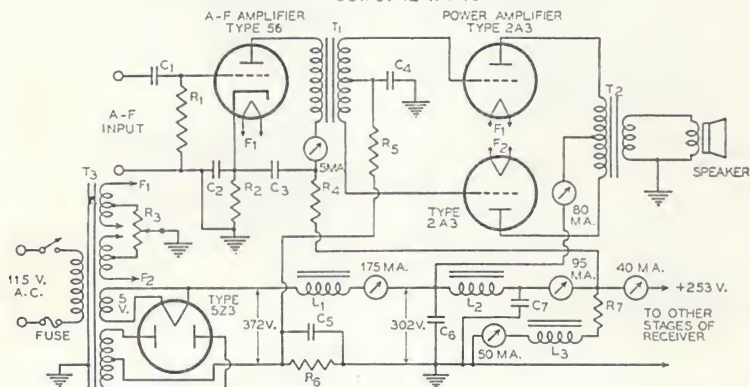 A-F AMPLIFIER
TYPE 56
POWER AMPLIFIER
TYPE 2A3
T1
T2
C1
R1
C4
A-F
INPUT
F1
F1
F2
R5
SPEAKER
C2
R2
C3
5MA.
R4
TYPE
2A3
80
MA.
T3
F1
R3
F2
115 V.
A.C.
FUSE
5
V.
TYPE
5Z3
372V.
L1
175 MA.
302V.
L2
95
MA.
40 MA.
+253 V.
TO OTHER
STAGES OF
RECEIVER
C5
R6
C6
C7
50 MA.
L3
R7